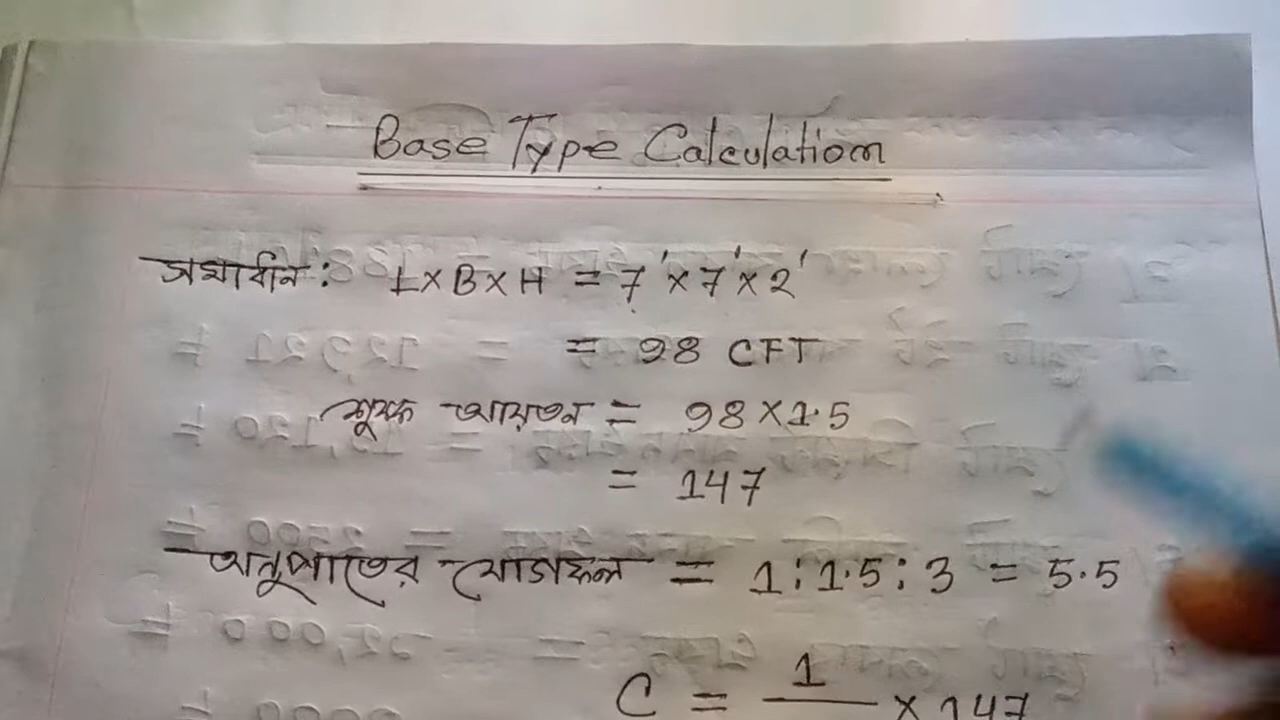 Base Type Calculation
সমাধান: L×B×H = 7'×7'×2'
= 98 CFT
শুষ্ক আয়তন = 98×1.5
= 147
অনুপাতের যোগফল = 1:1.5:3 = 5.5
C = 1/ × 147